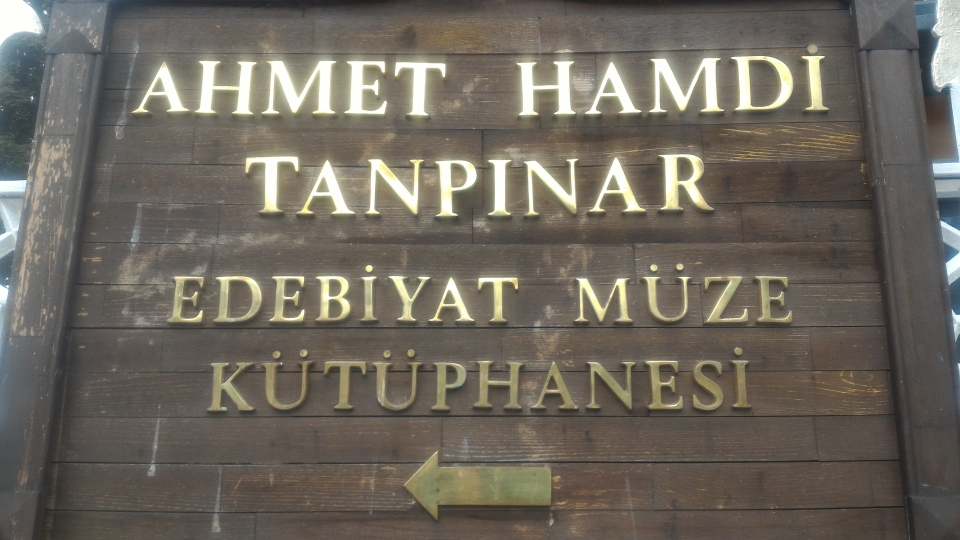 AHMET HAMDİ
TANPINAR
EDEBİYAT MÜZE
KÜTÜPHANESİ